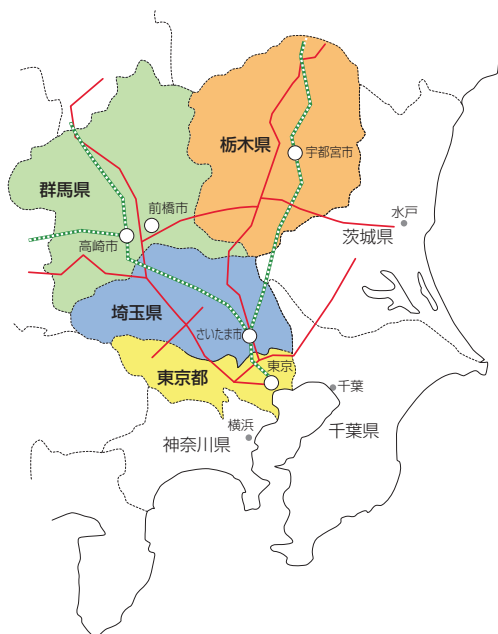 栃木県
宇都宮市
群馬県
前橋市
水戸
茨城県
高崎市
埼玉県
さいたま市
東京
東京都
千葉
横浜
千葉県
神奈川県